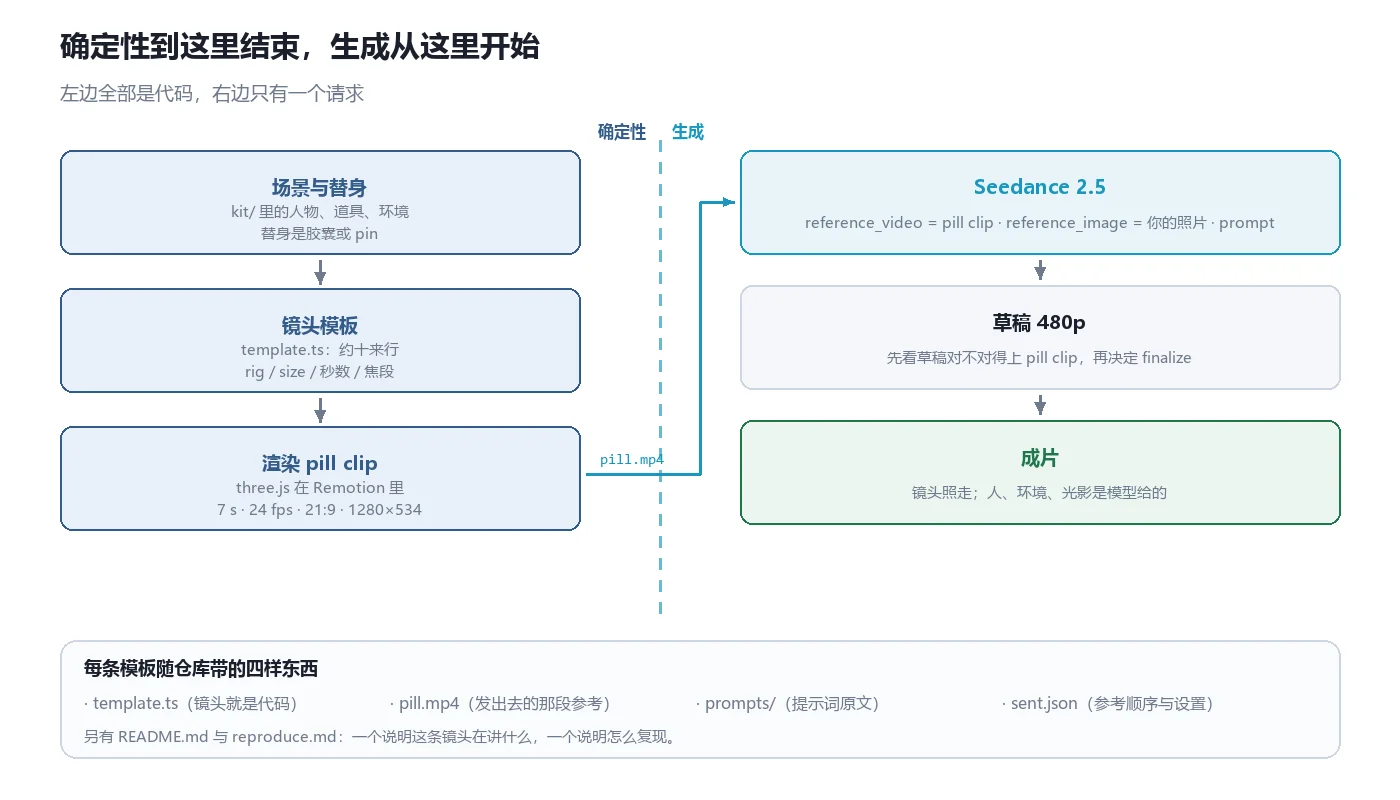 确定性到这里结束，生成从这里开始
左边全部是代码，右边只有一个请求
确定性
生成
场景与替身
kit/ 里的人物、道具、环境
替身是胶囊或 pin
镜头模板
template.ts：约十来行
rig / size / 秒数 / 焦段
渲染 pill clip
three.js 在 Remotion 里
7 s · 24 fps · 21:9 · 1280×534
pill.mp4
Seedance 2.5
reference_video = pill clip · reference_image = 你的照片 · prompt
草稿 480p
先看草稿对不对得上 pill clip，再决定 finalize
成片
镜头照走；人、环境、光影是模型给的
每条模板随仓库带的四样东西
· template.ts（镜头就是代码）
· pill.mp4（发出去的那段参考）
· prompts/（提示词原文）
· sent.json（参考顺序与设置）
另有 README.md 与 reproduce.md：一个说明这条镜头在讲什么，一个说明怎么复现。